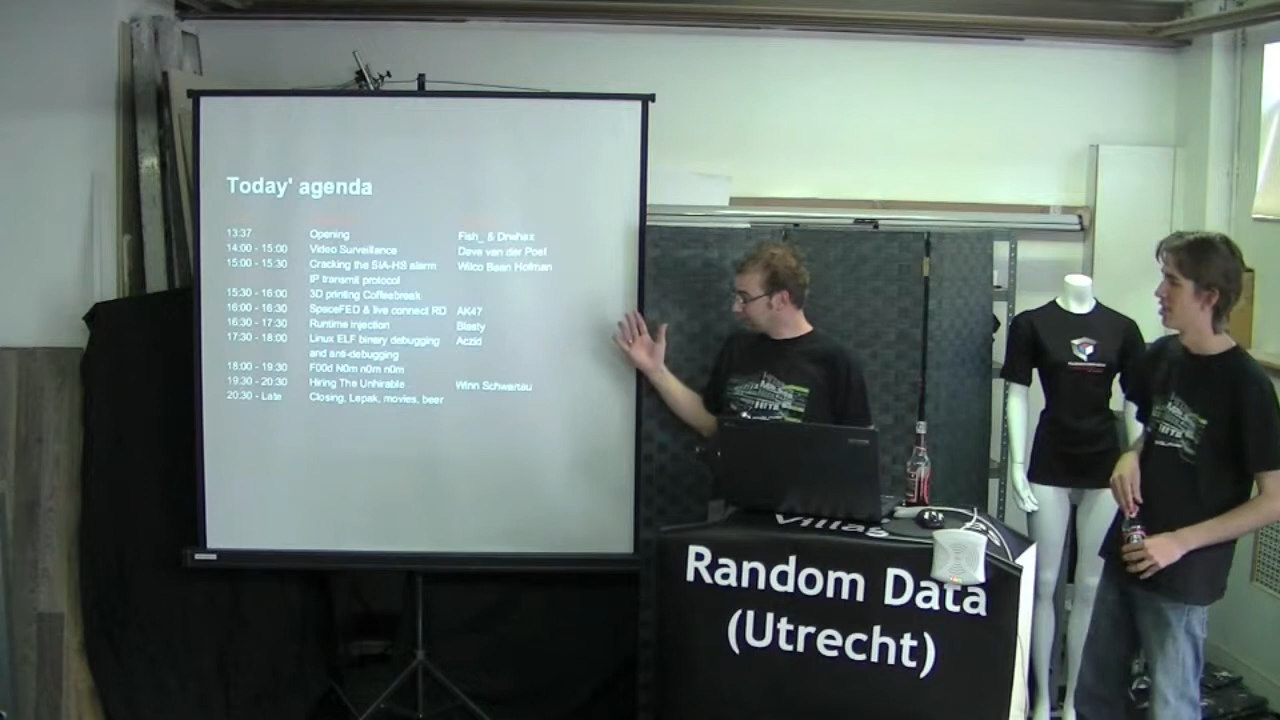 Today' agenda
13:37 Opening Fish_ & Drwhax
14:00 - 15:00 Video Surveillance Dave van der Poel
15:00 - 15:30 Cracking the SIA-HS alarm Wilco Baan Hofman
IP transmit protocol
15:30 - 16:00 3D printing Coffeebreak
16:00 - 16:30 SpaceFED & live connect RD AK47
16:30 - 17:30 Runtime injection Blasty
17:30 - 18:00 Linux ELF binary debugging Aczid
and anti-debugging
18:00 - 19:30 F00d N0m n0m n0m
19:30 - 20:30 Hiring The Unhirable Winn Schwartau
20:30 - Late Closing, Lepak, movies, beer
Random Data
(Utrecht)